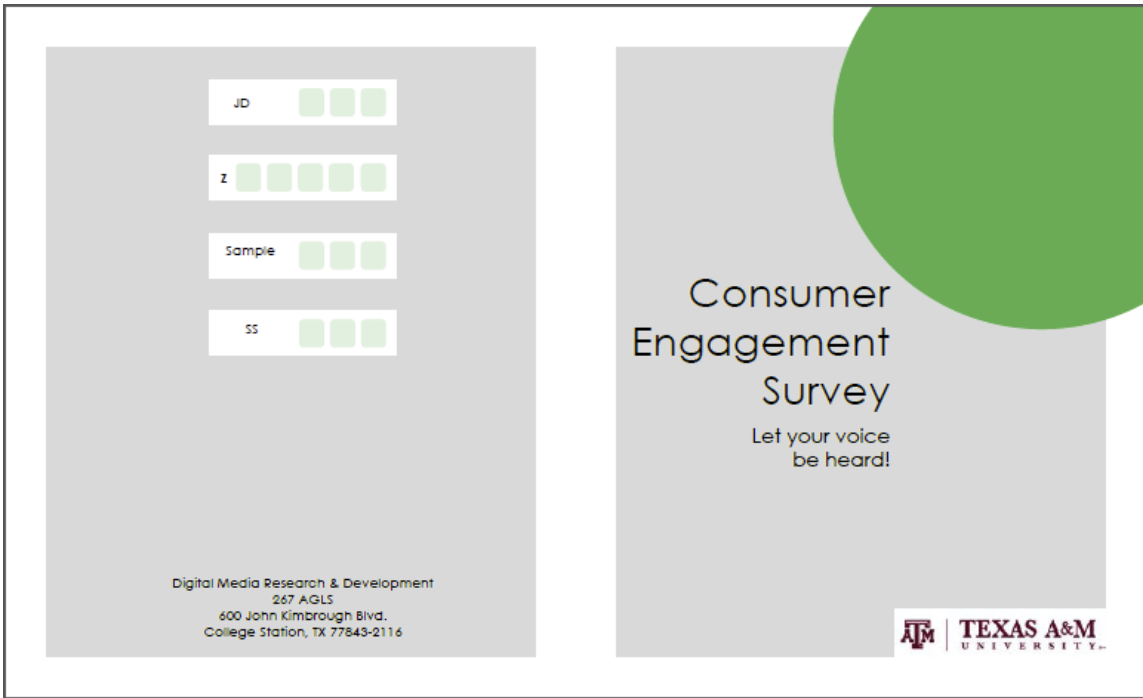 JD
z
Sample
SS
Digital Media Research & Development
267 AGLS
600 John Kimbrough Blvd.
College Station, TX 77843-2116
Consumer
Engagement
Survey
Let your voice
be heard!
ATM
TEXAS A&M
UNIVERSITY